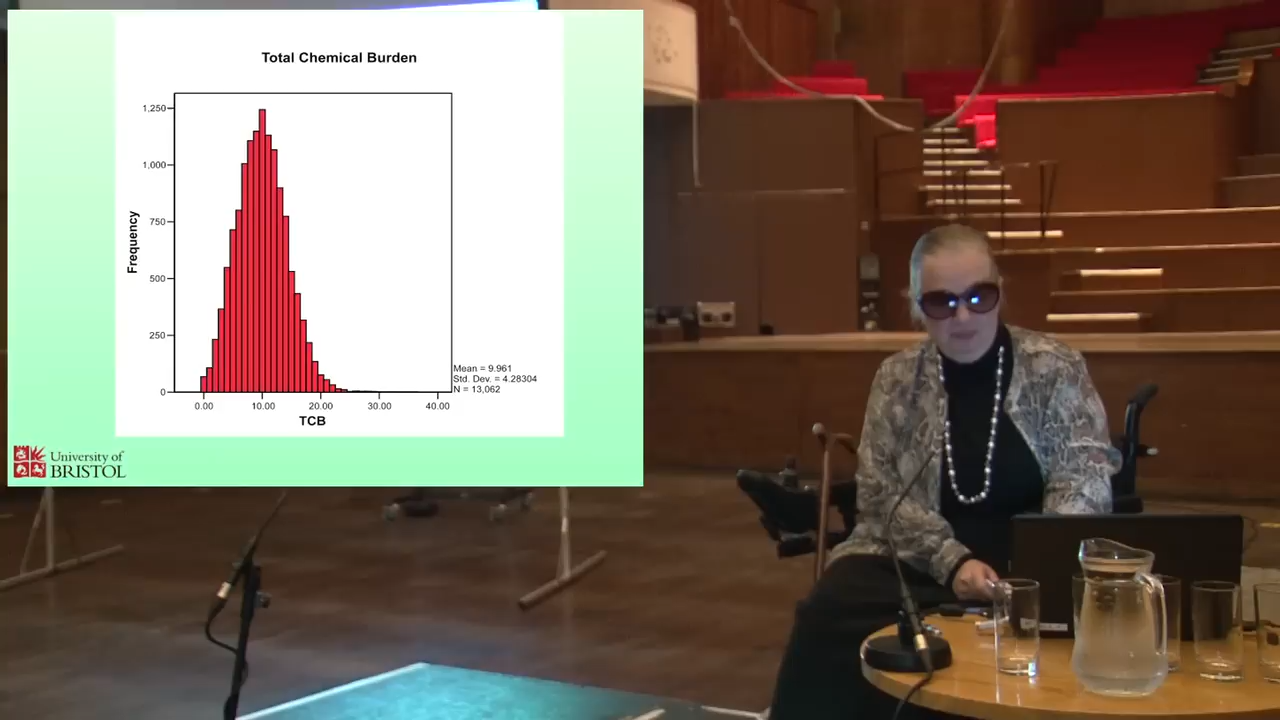 Total Chemical Burden
1,250
1,000
750
500
250
0
Frequency
0.00 10.00 20.00 30.00 40.00
TCB
Mean = 9.961
Std. Dev. = 4.28304
N = 13,062
University of
BRISTOL